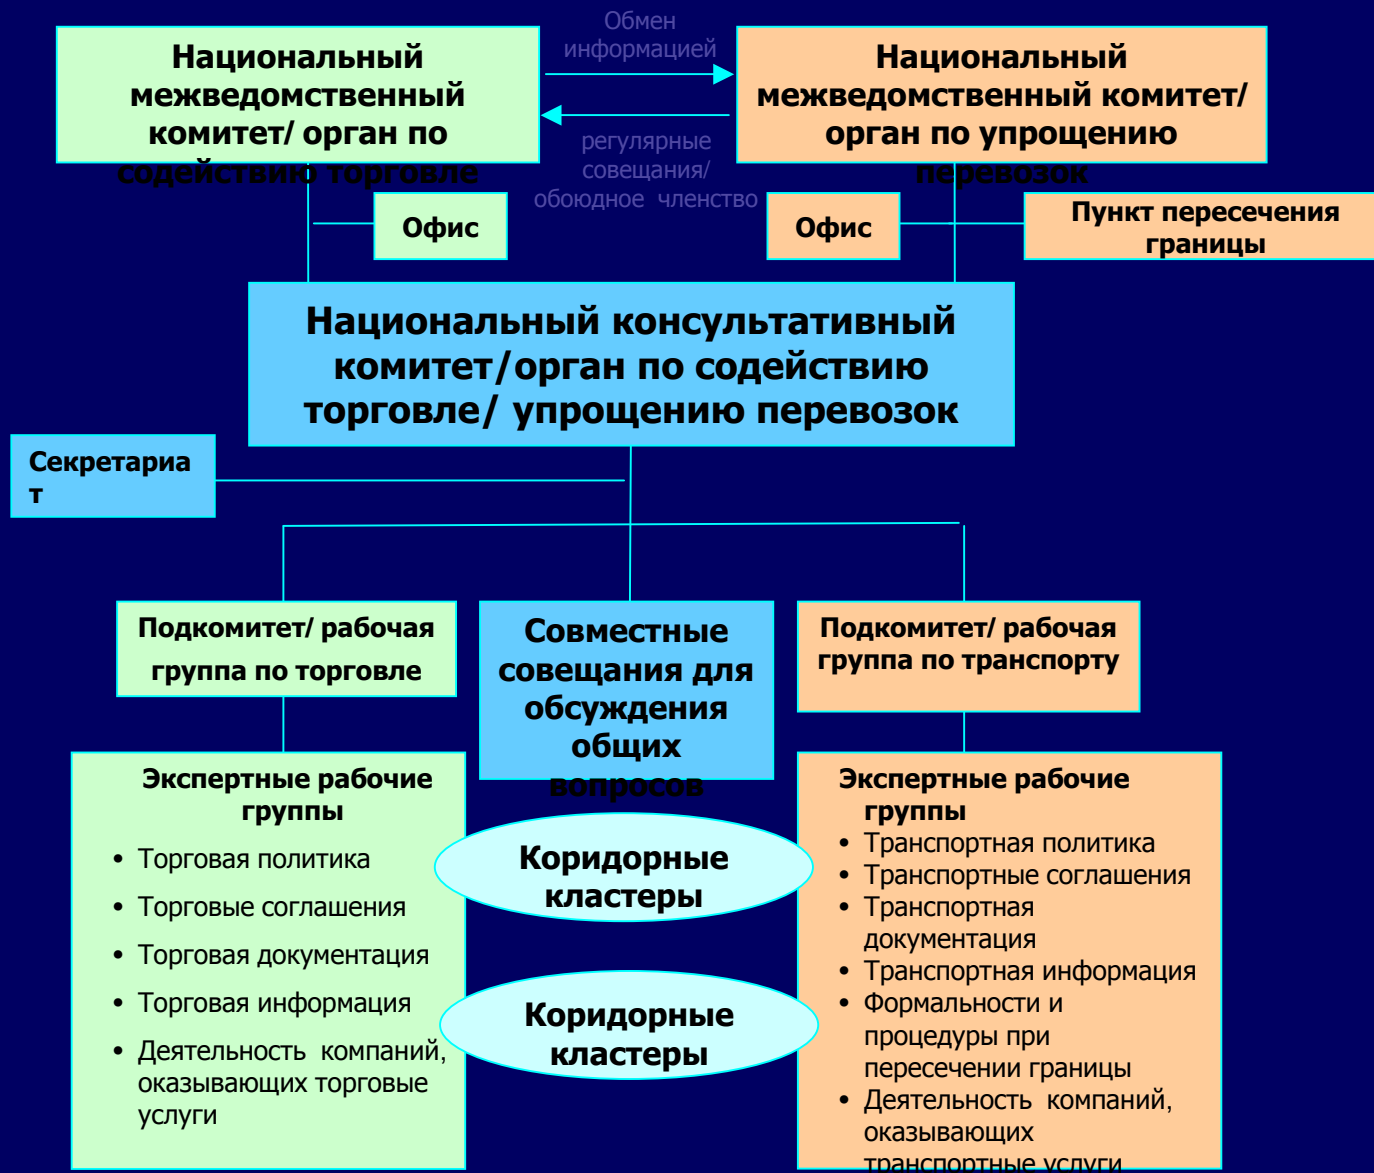 Обмен
информацией
Национальный
межведомственный
комитет/ орган по
содействию торговле
Национальный
межведомственный комитет/
орган по упрощению
перевозок
регулярные
совещания/
обоюдное членство
Офис
Офис
Пункт пересечения
границы
Национальный консультативный
комитет/орган по содействию
торговле/ упрощению перевозок
Секретариа
т
Подкомитет/ рабочая
группа по торговле
Совместные
совещания для
обсуждения
общих
вопросов
Подкомитет/ рабочая
группа по транспорту
Экспертные рабочие
группы
• Торговая политика
• Торговые соглашения
• Торговая документация
• Торговая информация
• Деятельность компаний,
оказывающих торговые
услуги
Коридорные
кластеры
Коридорные
кластеры
Экспертные рабочие
группы
• Транспортная политика
• Транспортные соглашения
• Транспортная
документация
• Транспортная информация
• Формальности и
процедуры при
пересечении границы
• Деятельность компаний,
оказывающих
транспортные услуги